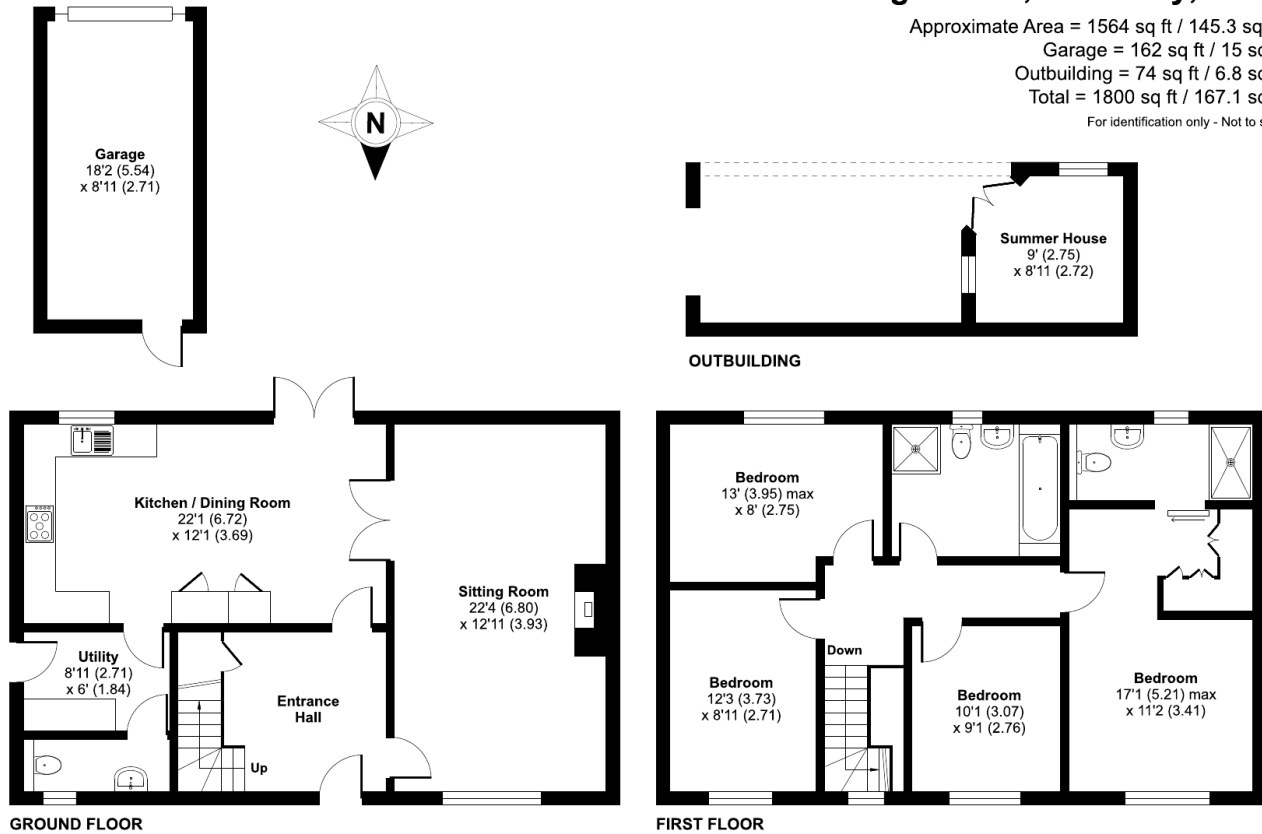 Approximate Area = 1564 sq ft / 145.3 sq
Garage = 162 sq ft / 15 sq
Outbuilding = 74 sq ft / 6.8 sq
Total = 1800 sq ft / 167.1 sq
For identification only - Not to s
N
Garage
18'2 (5.54)
x 8'11 (2.71)
Summer House
9' (2.75)
x 8'11 (2.72)
OUTBUILDING
Kitchen / Dining Room
22'1 (6.72)
x 12'1 (3.69)
Sitting Room
22'4 (6.80)
x 12'11 (3.93)
Utility
8'11 (2.71)
x 6' (1.84)
Entrance
Hall
Up
GROUND FLOOR
Bedroom
13' (3.95) max
x 8' (2.75)
Down
Bedroom
12'3 (3.73)
x 8'11 (2.71)
Bedroom
10'1 (3.07)
x 9'1 (2.76)
Bedroom
17'1 (5.21) max
x 11'2 (3.41)
FIRST FLOOR